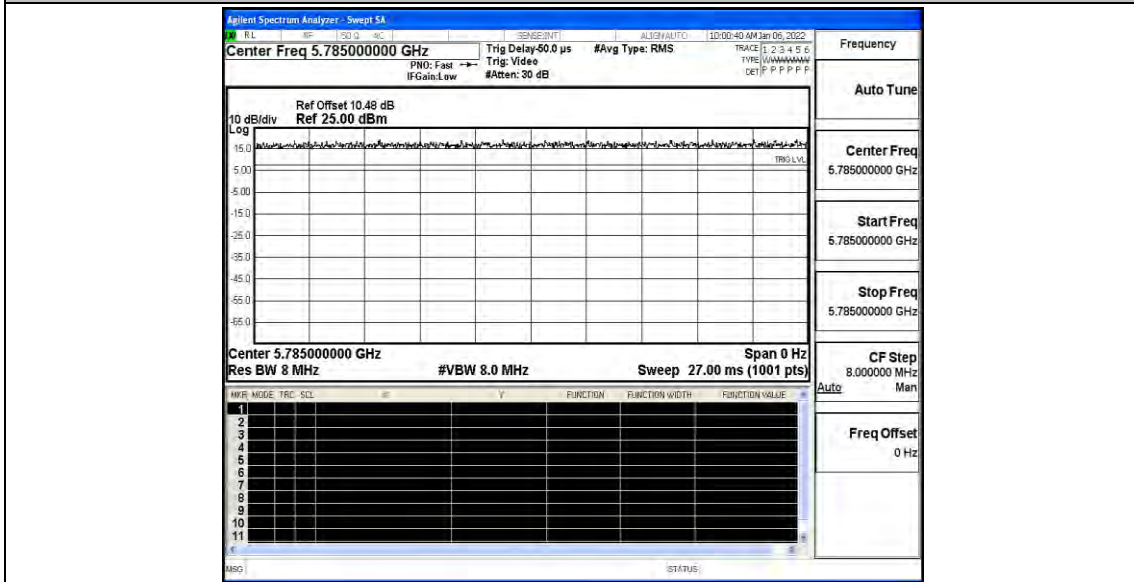 Agilent Spectrum Analyzer - Swept SA
RL RF 50 Ω AC SENSE:INT ALIGNAUTO 10:00:40 AM Jan 06, 2022
Center Freq 5.785000000 GHz
PNO: Fast
IFGain:Low
Trig Delay-50.0 µs
Trig: Video
#Atten: 30 dB
#Avg Type: RMS
TRACE 1 2 3 4 5 6
TYPE
DET P P P P P P
Ref Offset 10.48 dB
10 dB/div Ref 25.00 dBm
Log
15.0
TRIG LVL
5.00
-5.00
-15.0
-25.0
-35.0
-45.0
-55.0
-65.0
Center 5.785000000 GHz Span 0 Hz
Res BW 8 MHz #VBW 8.0 MHz Sweep 27.00 ms (1001 pts)
MKR MODE TRC SCL X Y FUNCTION FUNCTION WIDTH FUNCTION VALUE
1
2
3
4
5
6
7
8
9
10
11
MSG STATUS
Frequency
Auto Tune
Center Freq
5.785000000 GHz
Start Freq
5.785000000 GHz
Stop Freq
5.785000000 GHz
CF Step
8.000000 MHz
Auto Man
Freq Offset
0 Hz